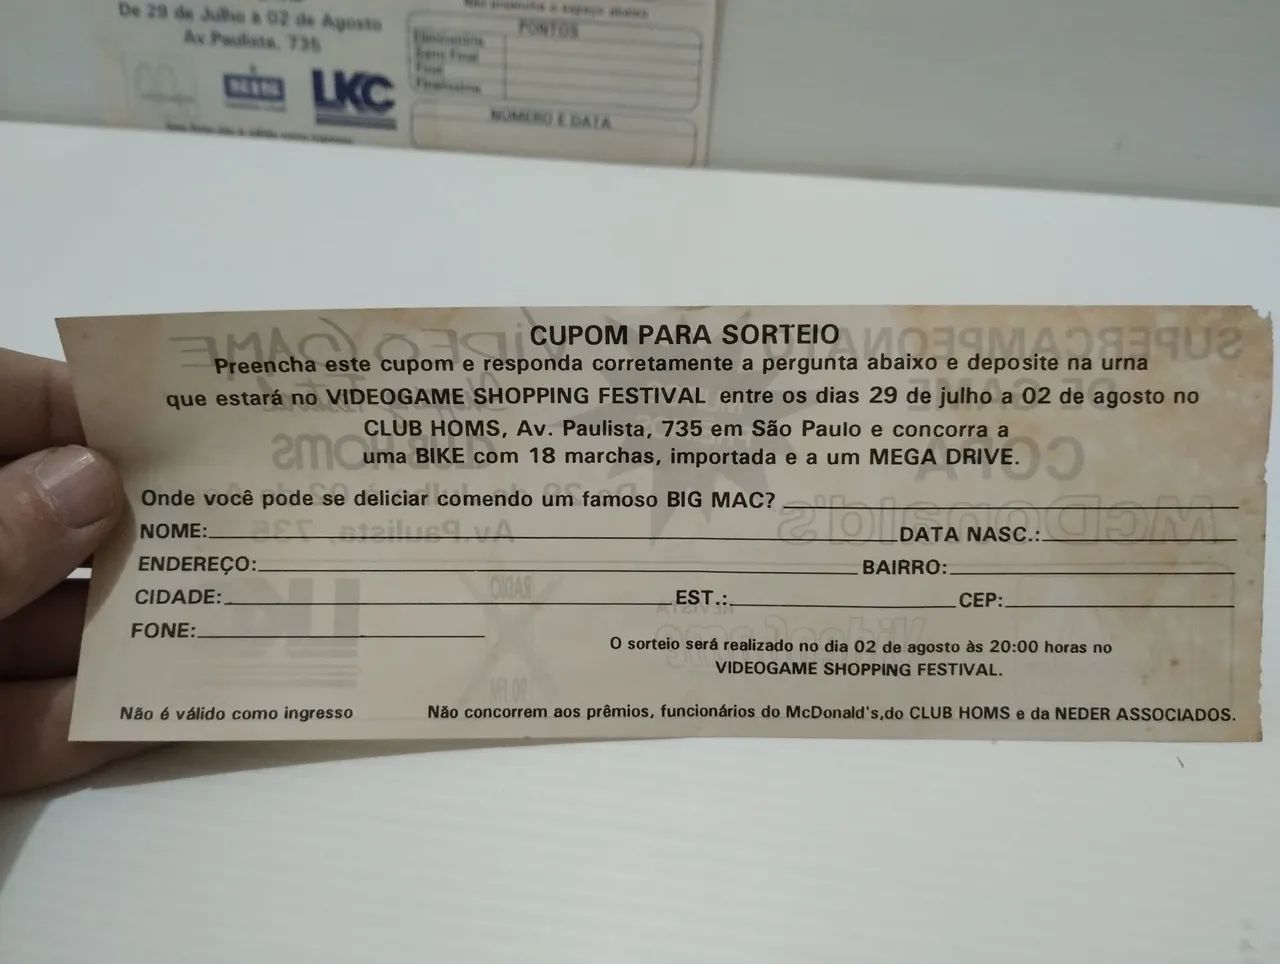 De 29 de Julho a 02 de Agosto
Av. Paulista, 735
LKC
PONTOS
Eliminatória
Semi Final
Final
Finalíssima
NÚMERO E DATA
CUPOM PARA SORTEIO
Preencha este cupom e responda corretamente a pergunta abaixo e deposite na urna
que estará no VIDEOGAME SHOPPING FESTIVAL entre os dias 29 de julho a 02 de agosto no
CLUB HOMS, Av. Paulista, 735 em São Paulo e concorra a
uma BIKE com 18 marchas, importada e a um MEGA DRIVE.
Onde você pode se deliciar comendo um famoso BIG MAC?
NOME: DATA NASC.:
ENDEREÇO: BAIRRO:
CIDADE: EST.: CEP:
FONE:
O sorteio será realizado no dia 02 de agosto às 20:00 horas no
VIDEOGAME SHOPPING FESTIVAL.
Não é válido como ingresso
Não concorrem aos prêmios, funcionários do McDonald's,do CLUB HOMS e da NEDER ASSOCIADOS.